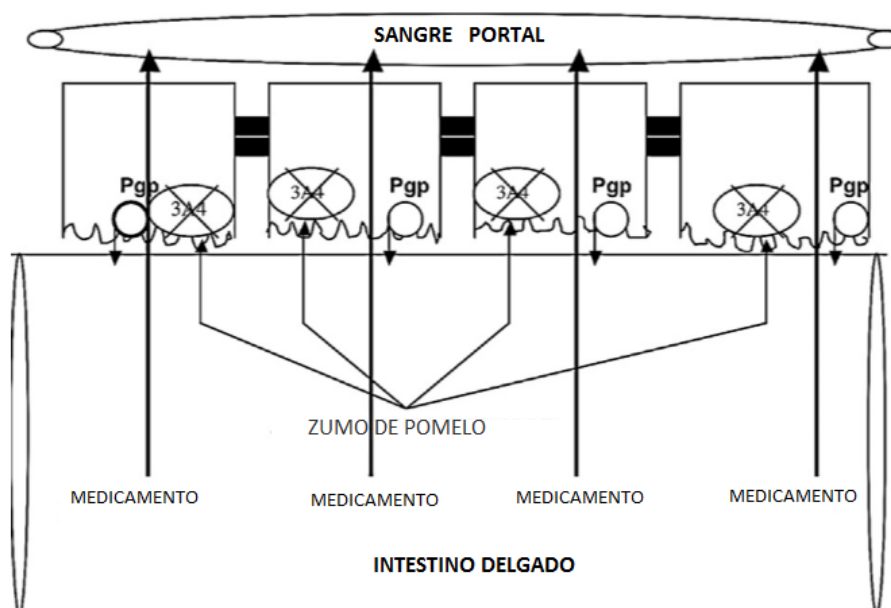 SANGRE PORTAL
Pgp 3A4 3A4 Pgp 3A4 Pgp 3A4 Pgp
ZUMO DE POMELO
MEDICAMENTO MEDICAMENTO MEDICAMENTO MEDICAMENTO
INTESTINO DELGADO